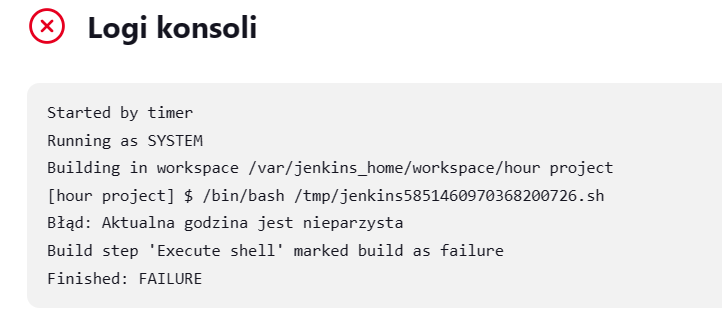 Logi konsoli
Started by timer
Running as SYSTEM
Building in workspace /var/jenkins_home/workspace/hour project
[hour project] $ /bin/bash /tmp/jenkins5851460970368200726.sh
Błąd: Aktualna godzina jest nieparzysta
Build step 'Execute shell' marked build as failure
Finished: FAILURE